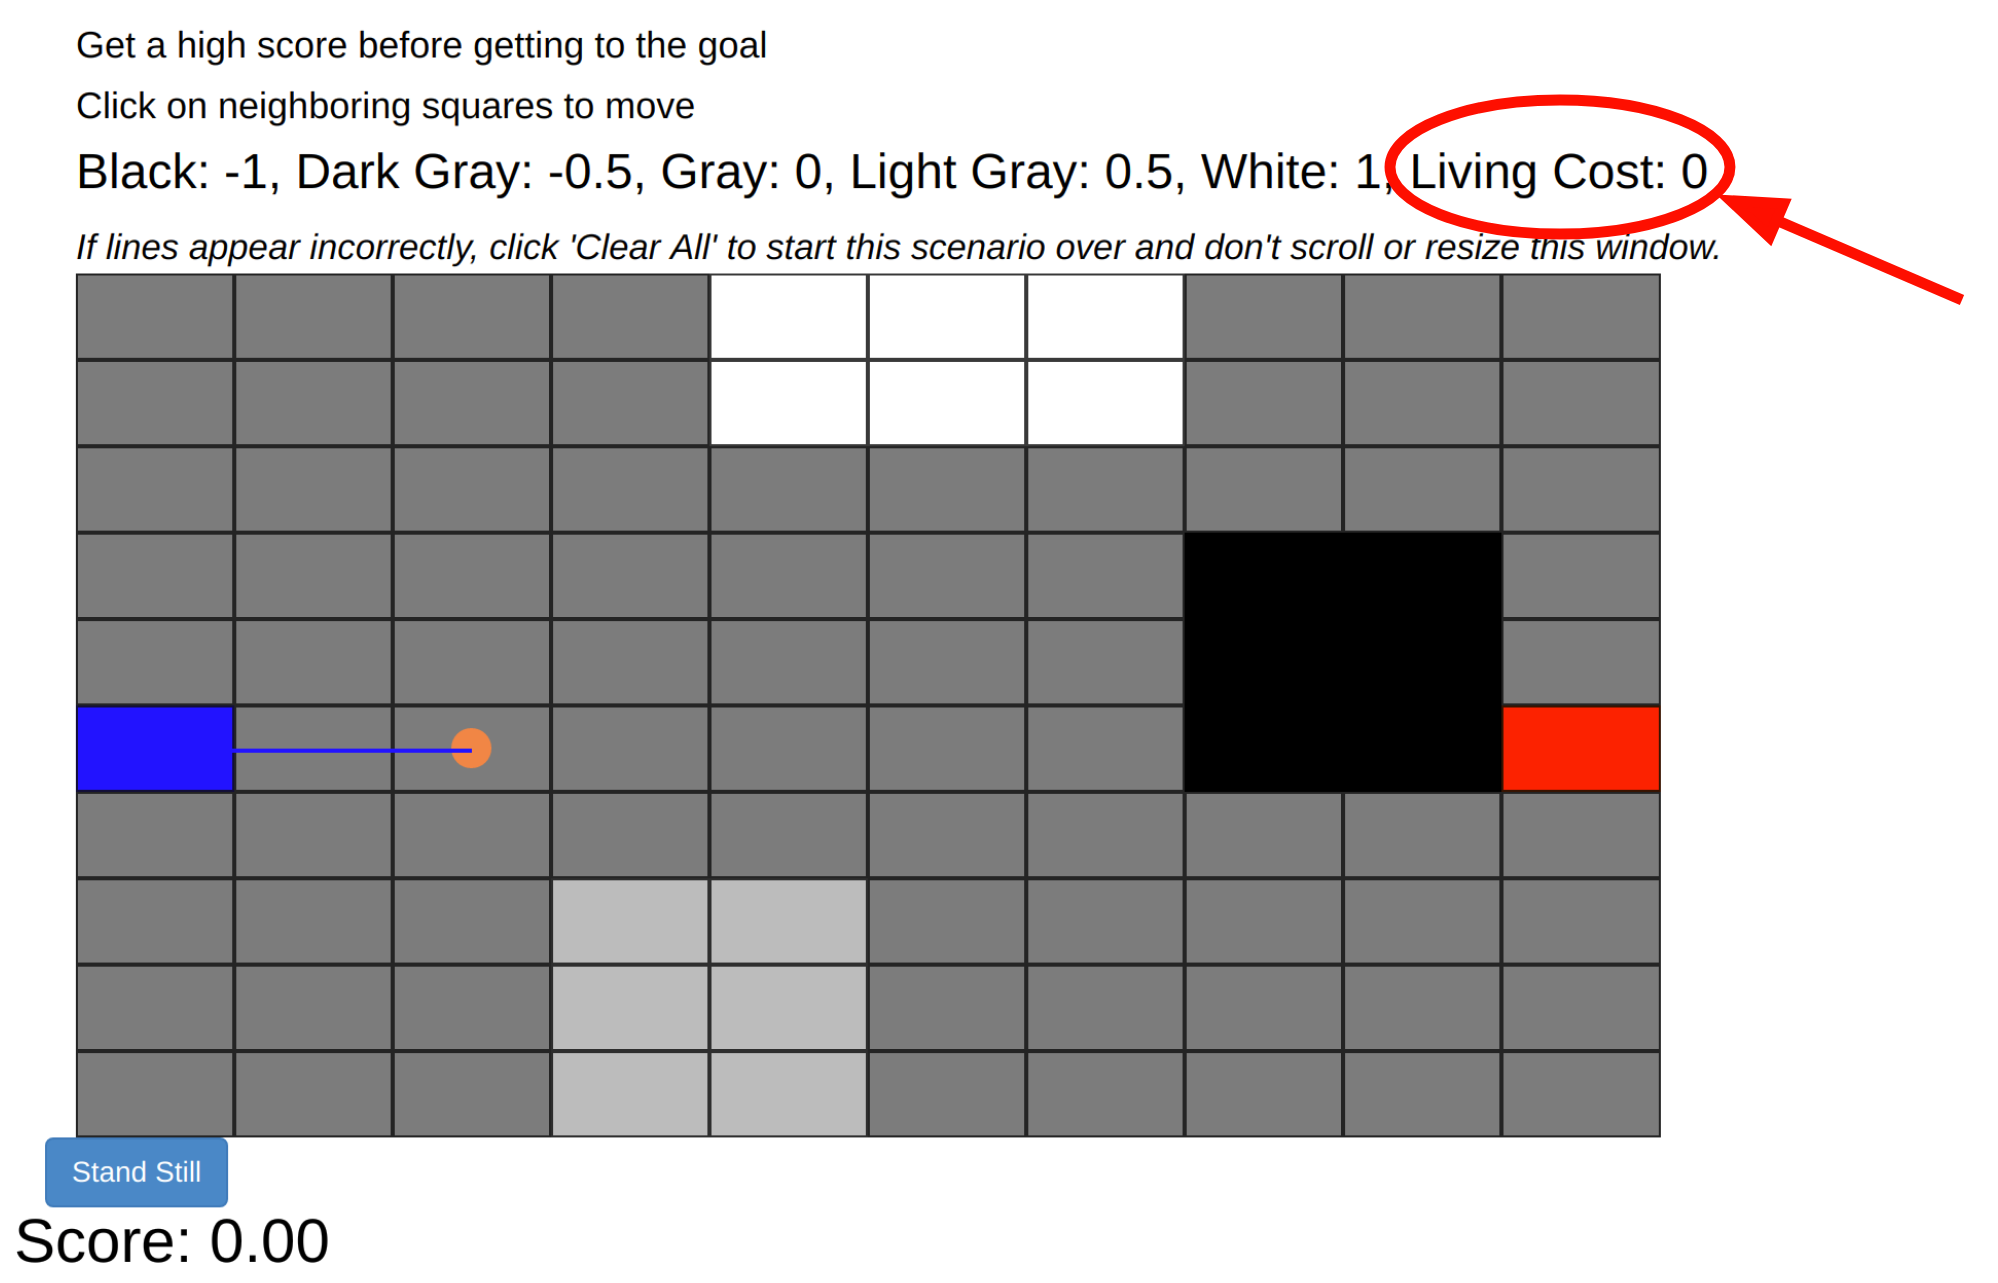 Get a high score before getting to the goal
Click on neighboring squares to move
Black: -1, Dark Gray: -0.5, Gray: 0, Light Gray: 0.5, White: 1, Living Cost: 0
If lines appear incorrectly, click 'Clear All' to start this scenario over and don't scroll or resize this window.
Stand Still
Score: 0.00